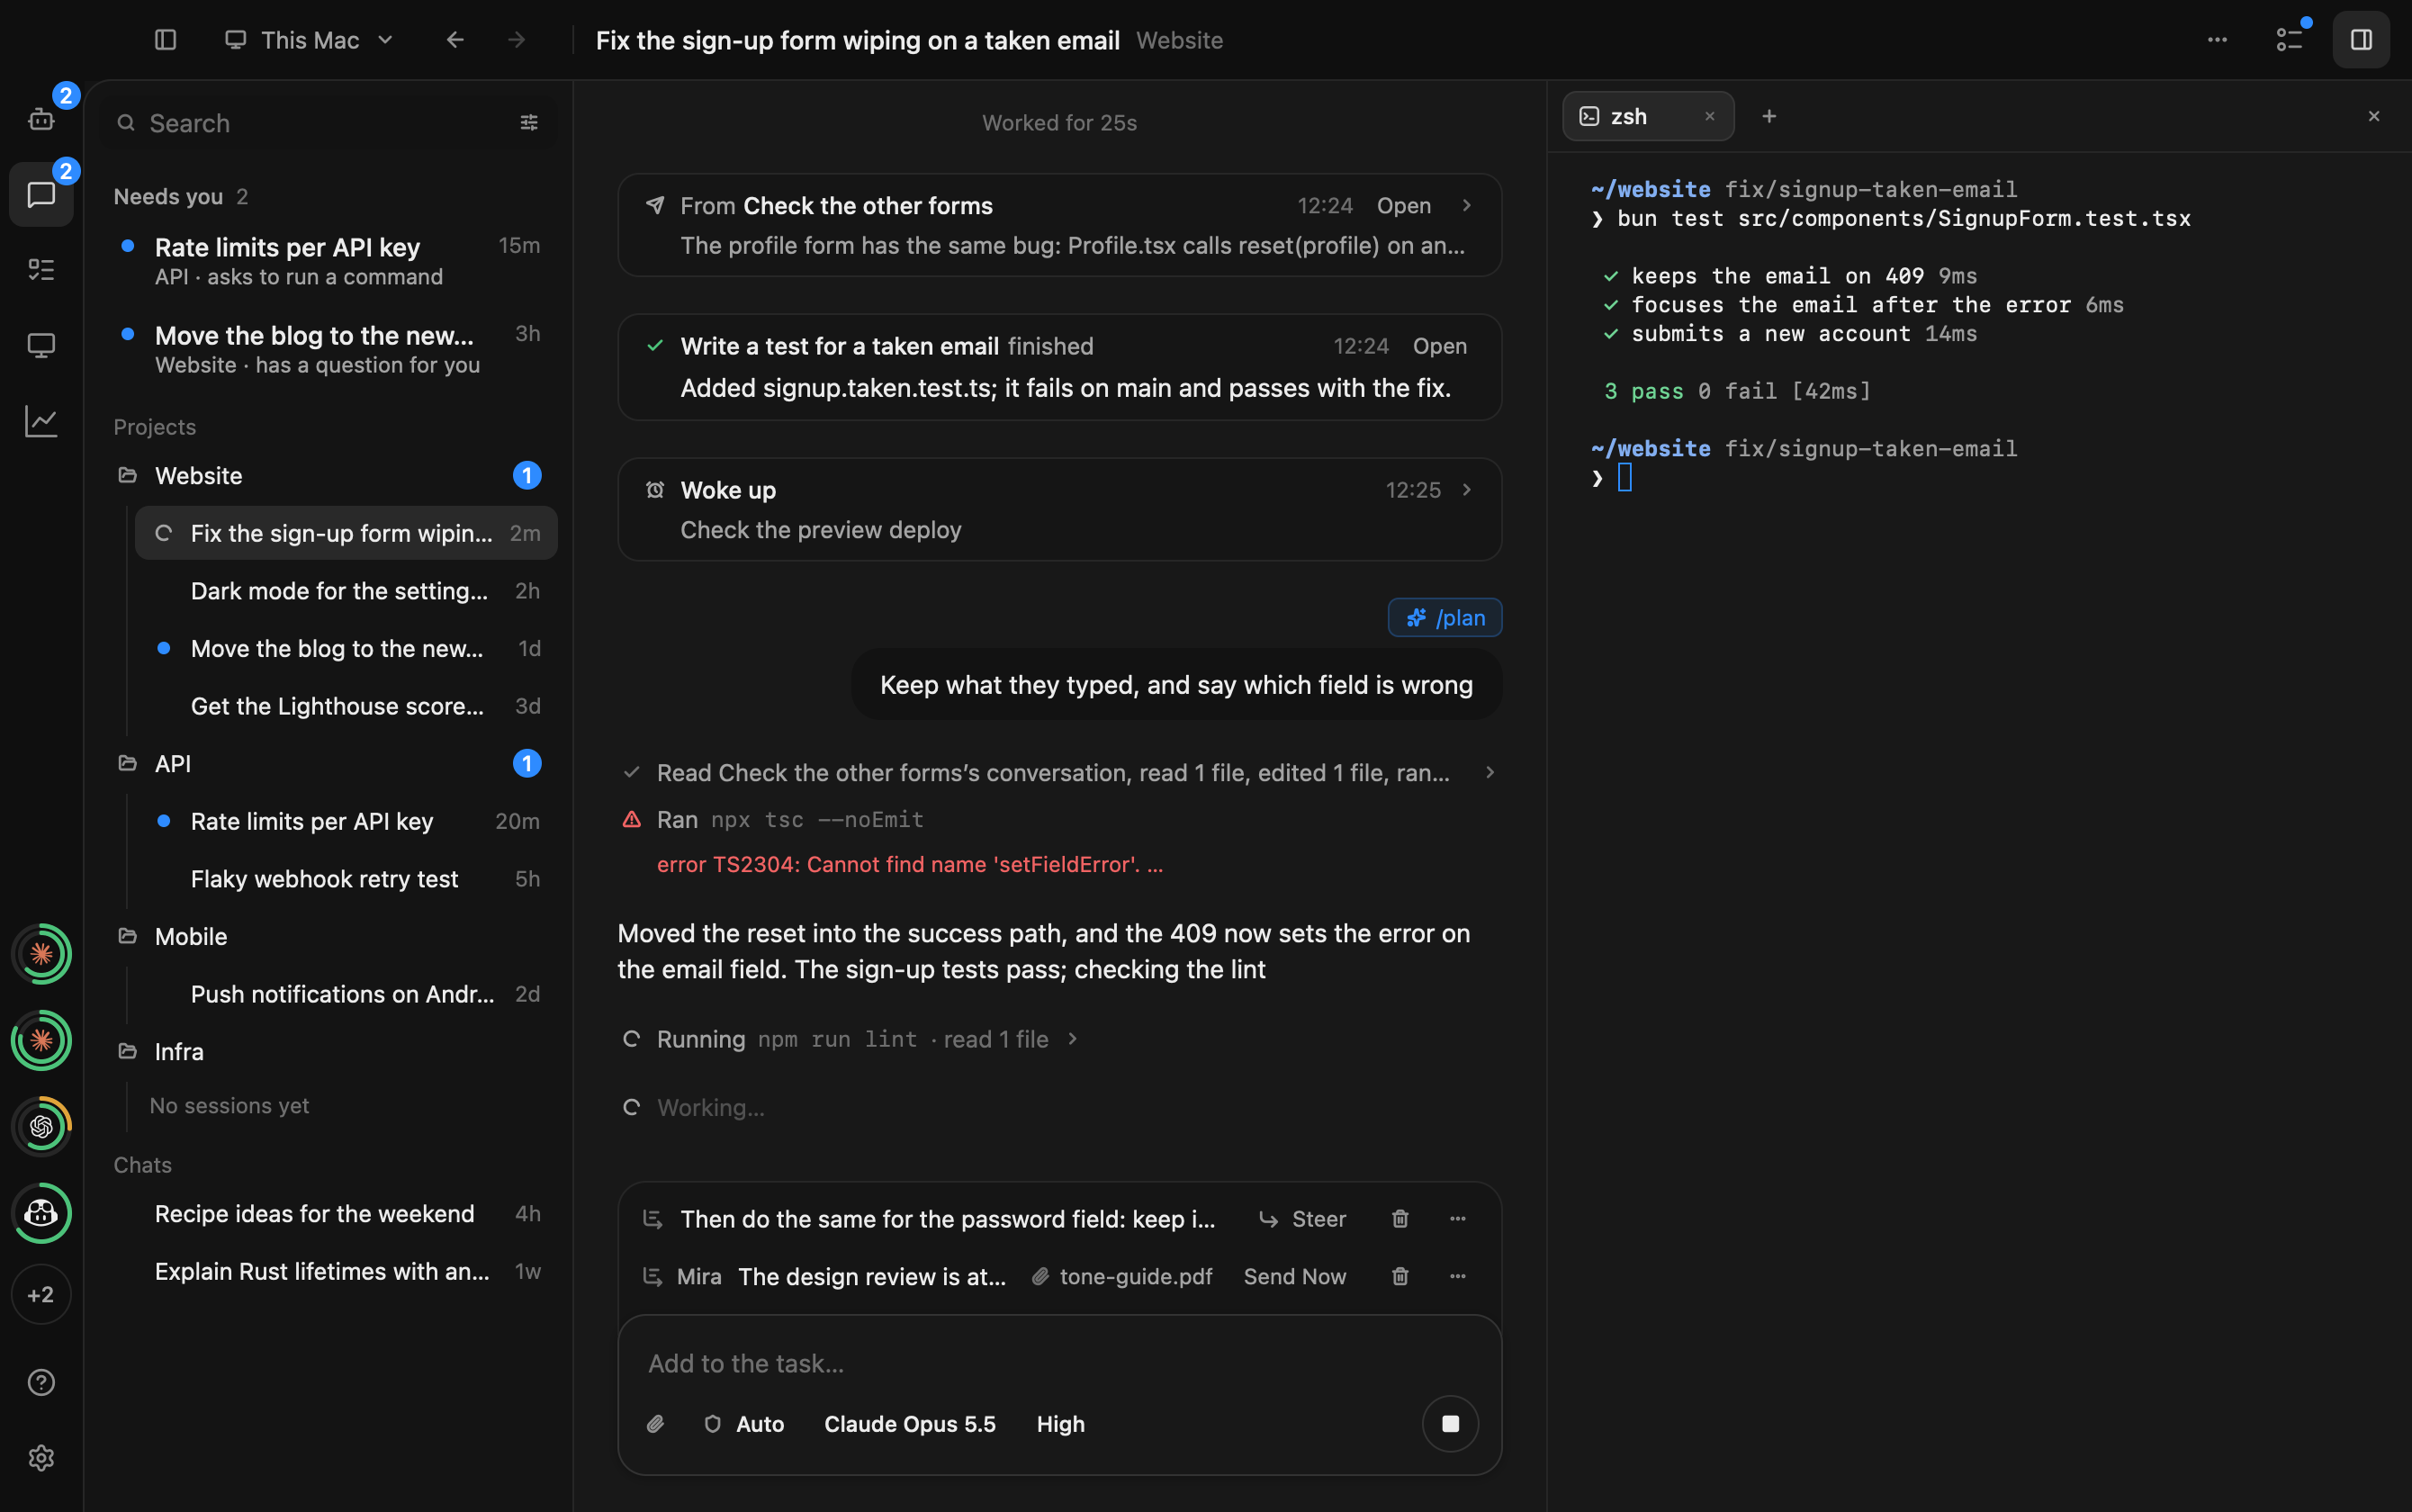 This Mac
Fix the sign-up form wiping on a taken email Website
2
2
Search
Needs you 2
Rate limits per API key 15m
API · asks to run a command
Move the blog to the new... 3h
Website · has a question for you
Projects
Website 1
Fix the sign-up form wipin... 2m
Dark mode for the setting... 2h
Move the blog to the new... 1d
Get the Lighthouse score... 3d
API 1
Rate limits per API key 20m
Flaky webhook retry test 5h
Mobile
Push notifications on Andr... 2d
Infra
No sessions yet
Chats
Recipe ideas for the weekend 4h
Explain Rust lifetimes with an... 1w
+2
Worked for 25s
From Check the other forms 12:24 Open
The profile form has the same bug: Profile.tsx calls reset(profile) on an...
Write a test for a taken email finished 12:24 Open
Added signup.taken.test.ts; it fails on main and passes with the fix.
Woke up 12:25
Check the preview deploy
/plan
Keep what they typed, and say which field is wrong
Read Check the other forms’s conversation, read 1 file, edited 1 file, ran...
Ran npx tsc --noEmit
error TS2304: Cannot find name 'setFieldError'. ...
Moved the reset into the success path, and the 409 now sets the error on
the email field. The sign-up tests pass; checking the lint
Running npm run lint · read 1 file
Working...
Then do the same for the password field: keep i... Steer
Mira The design review is at... tone-guide.pdf Send Now
Add to the task...
Auto Claude Opus 5.5 High
zsh
~/website fix/signup-taken-email
❯ bun test src/components/SignupForm.test.tsx
✓ keeps the email on 409 9ms
✓ focuses the email after the error 6ms
✓ submits a new account 14ms
3 pass 0 fail [42ms]
~/website fix/signup-taken-email
❯